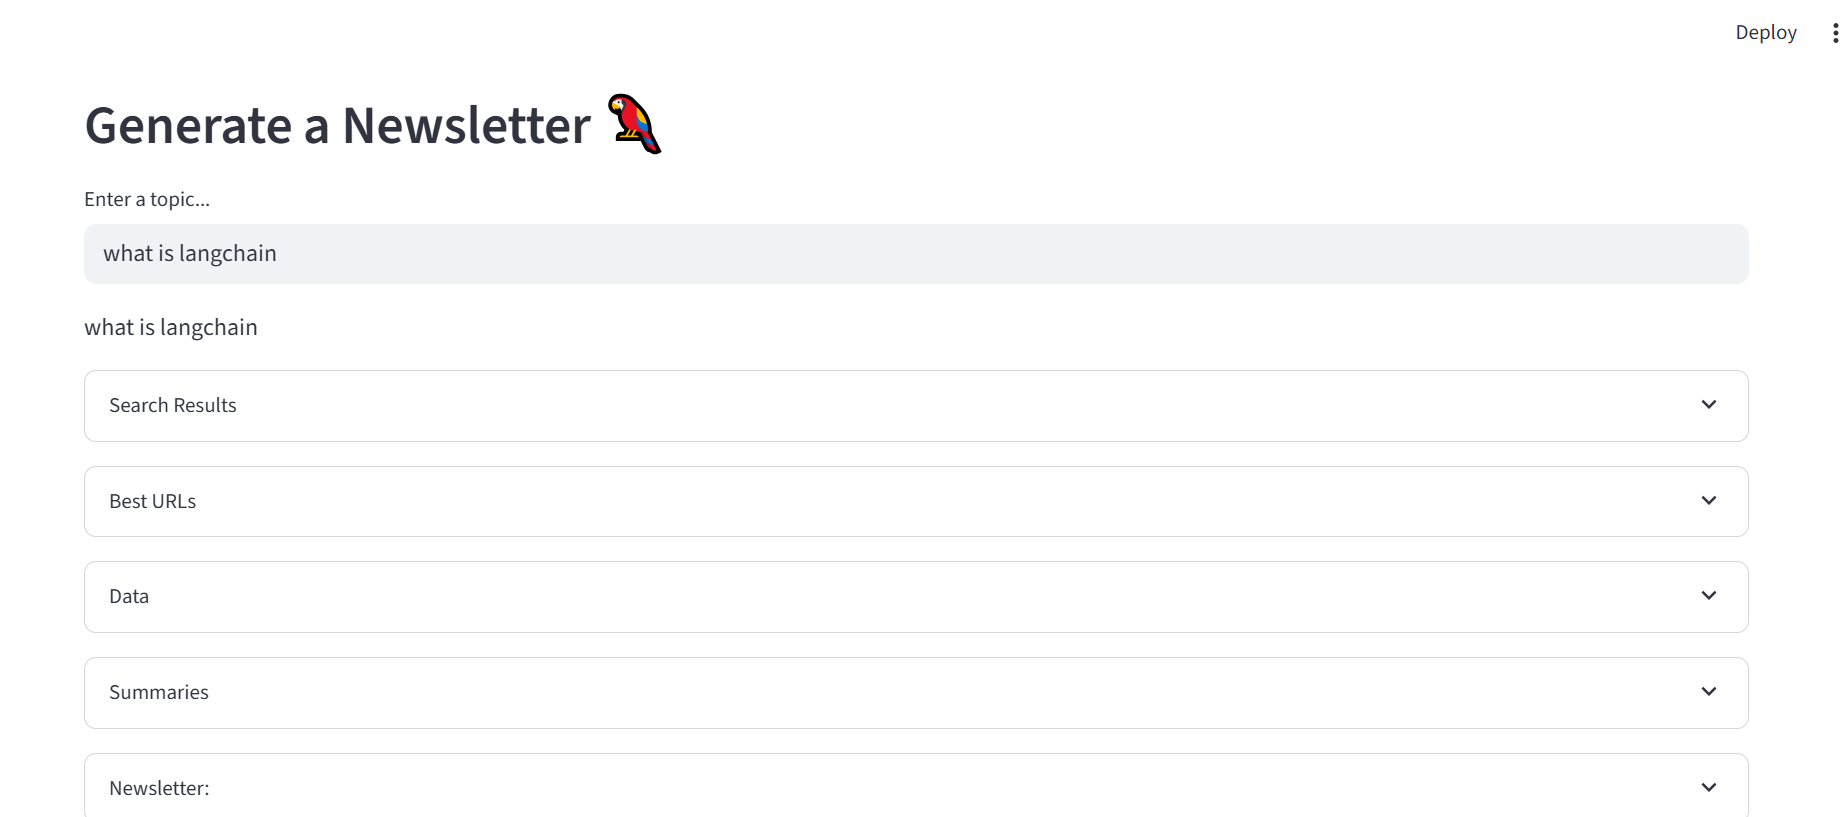 Deploy
Generate a Newsletter
Enter a topic...
what is langchain
what is langchain
Search Results
Best URLs
Data
Summaries
Newsletter: